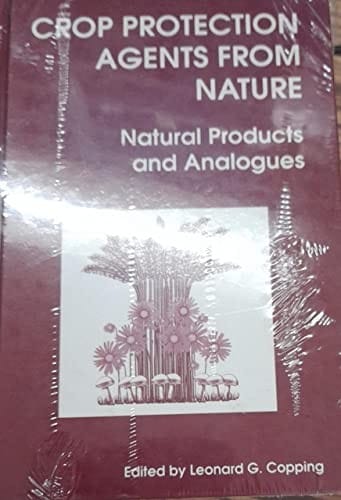 CROP PROTECTION
AGENTS FROM
NATURE
Natural Products
and Analogues
Edited by Leonard G. Copping